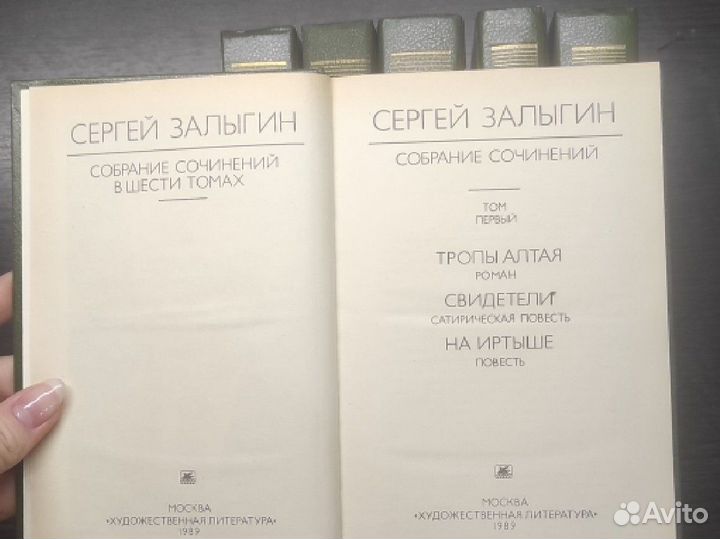 СЕРГЕЙ ЗАЛЫГИН
СОБРАНИЕ СОЧИНЕНИЙ
В ШЕСТИ ТОМАХ
МОСКВА
«ХУДОЖЕСТВЕННАЯ ЛИТЕРАТУРА»
1989
СЕРГЕЙ ЗАЛЫГИН
СОБРАНИЕ СОЧИНЕНИЙ
ТОМ
ПЕРВЫЙ
ТРОПЫ АЛТАЯ
РОМАН
СВИДЕТЕЛИ
САТИРИЧЕСКАЯ ПОВЕСТЬ
НА ИРТЫШЕ
ПОВЕСТЬ
МОСКВА
«ХУДОЖЕСТВЕННАЯ ЛИТЕРАТУРА»
1989
Avito